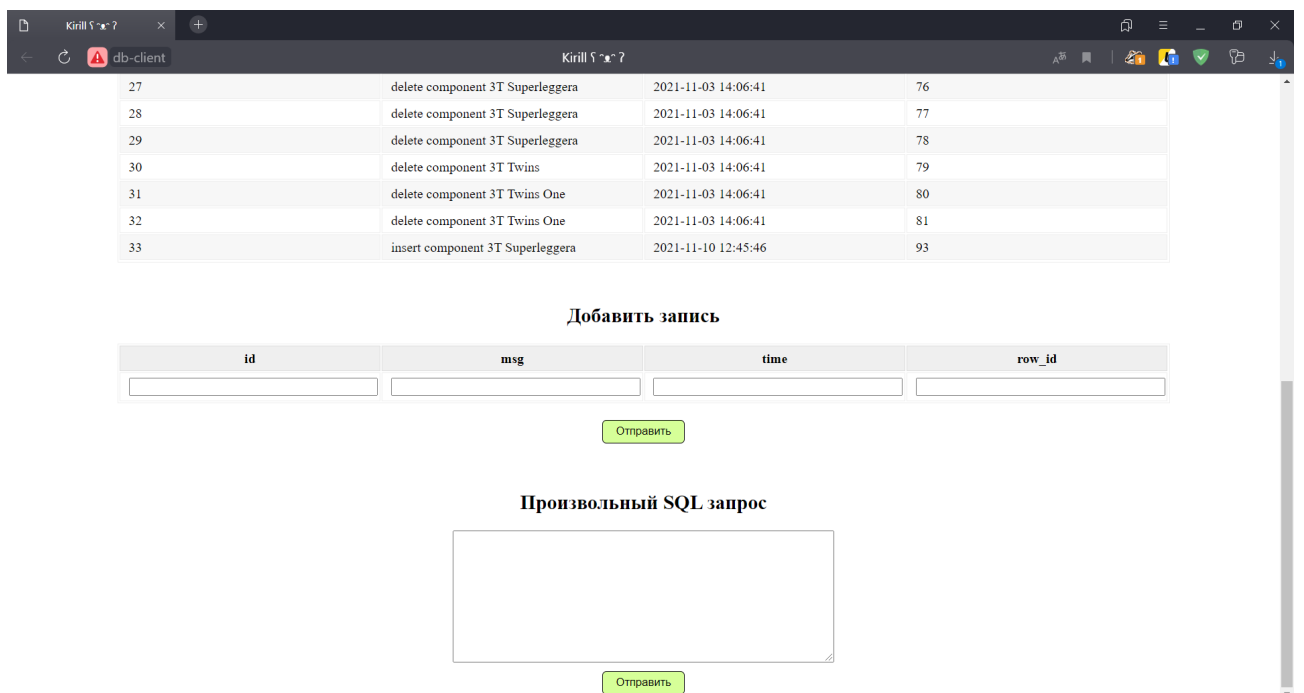 Kirill ʕ ᵔᴥᵔ ʔ
db-client
Kirill ʕ ᵔᴥᵔ ʔ
27 delete component 3T Superleggera 2021-11-03 14:06:41 76
28 delete component 3T Superleggera 2021-11-03 14:06:41 77
29 delete component 3T Superleggera 2021-11-03 14:06:41 78
30 delete component 3T Twins 2021-11-03 14:06:41 79
31 delete component 3T Twins One 2021-11-03 14:06:41 80
32 delete component 3T Twins One 2021-11-03 14:06:41 81
33 insert component 3T Superleggera 2021-11-10 12:45:46 93
Добавить запись
id msg time row_id
Отправить
Произвольный SQL запрос
Отправить